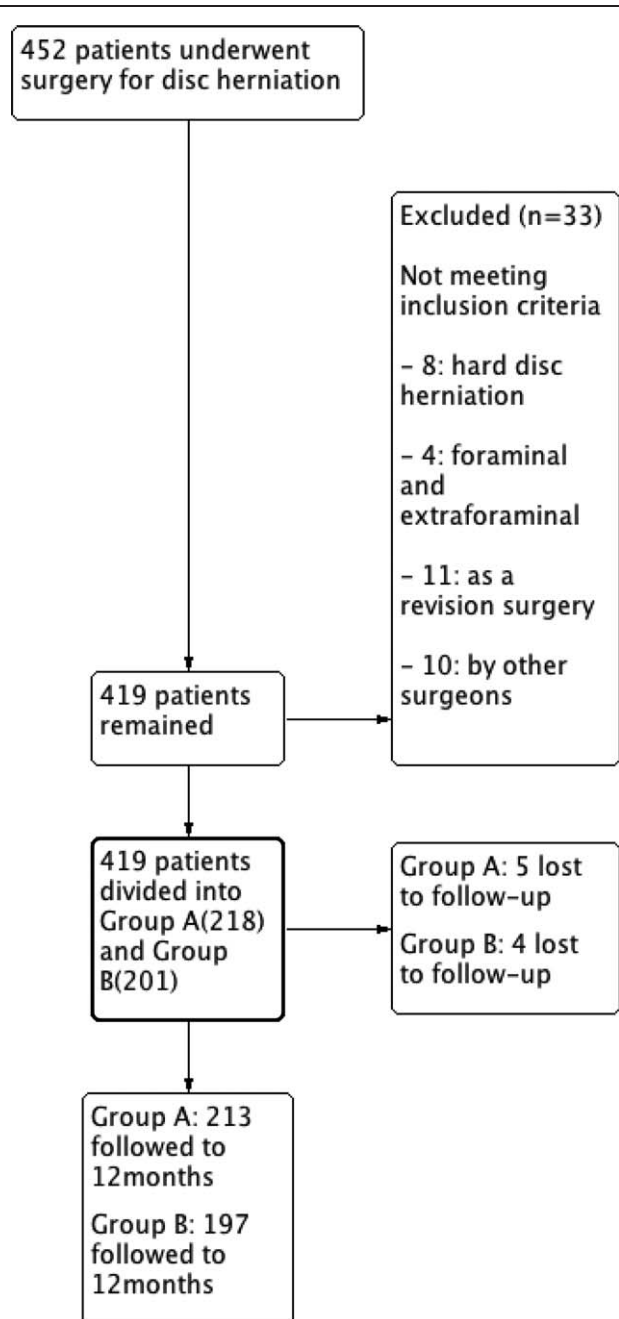 452 patients underwent
surgery for disc herniation
Excluded (n=33)
Not meeting
inclusion criteria
– 8: hard disc
herniation
– 4: foraminal
and
extraforaminal
– 11: as a
revision surgery
– 10: by other
surgeons
419 patients
remained
419 patients
divided into
Group A(218)
and Group
B(201)
Group A: 5 lost
to follow-up
Group B: 4 lost
to follow-up
Group A: 213
followed to
12months
Group B: 197
followed to
12months